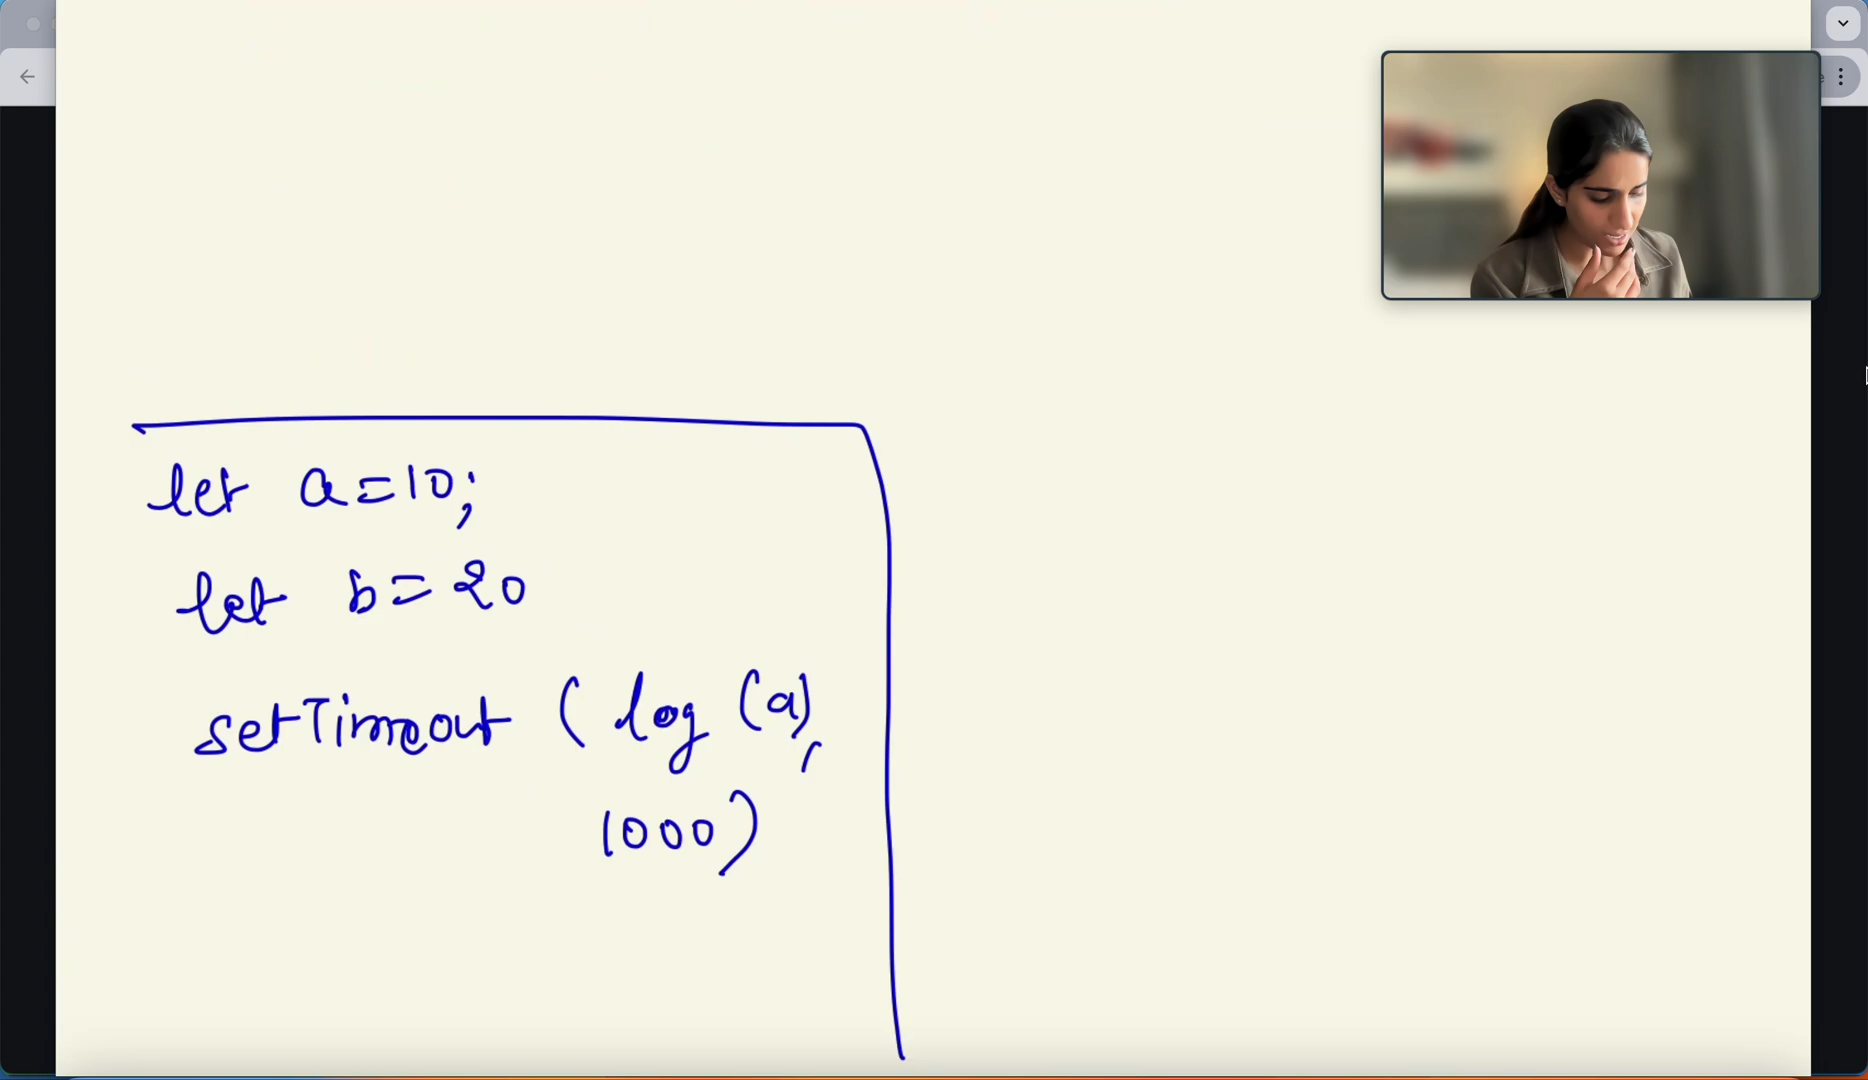 let a=10;
let b=20
setTimeout ( log (a),
1000)